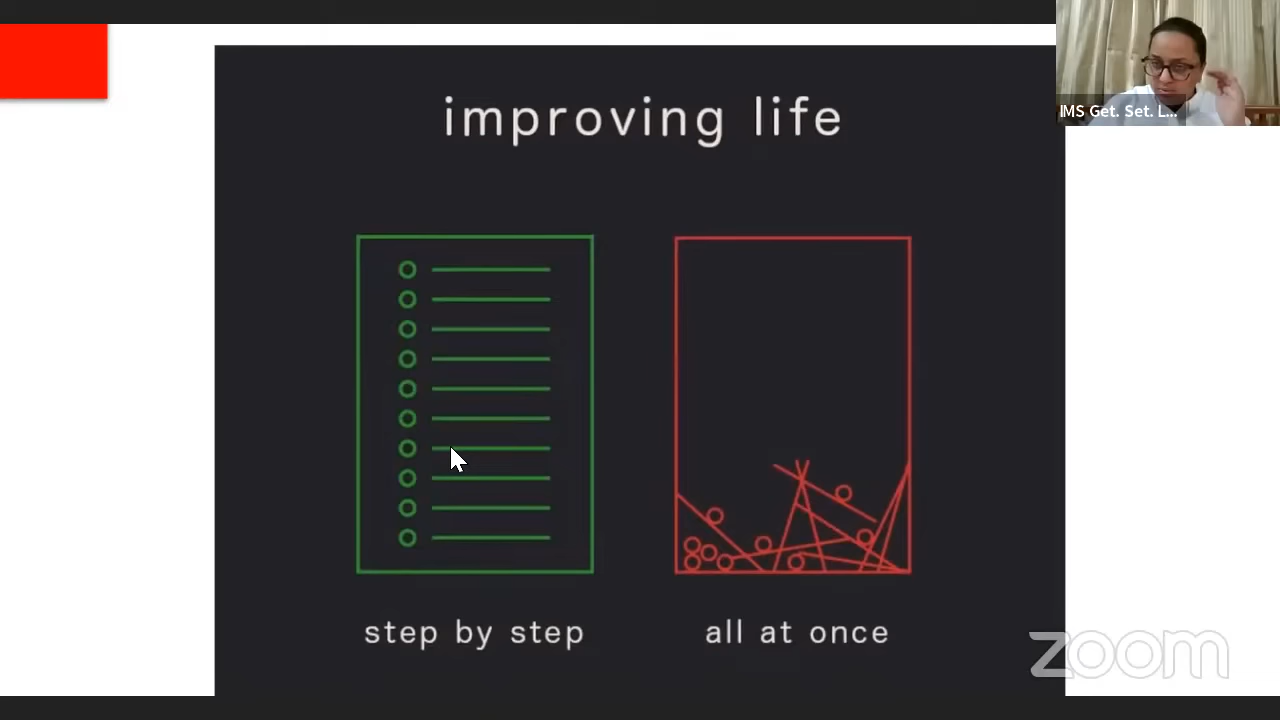 improving life
IMS Get. Set. L...
step by step
all at once
zoom